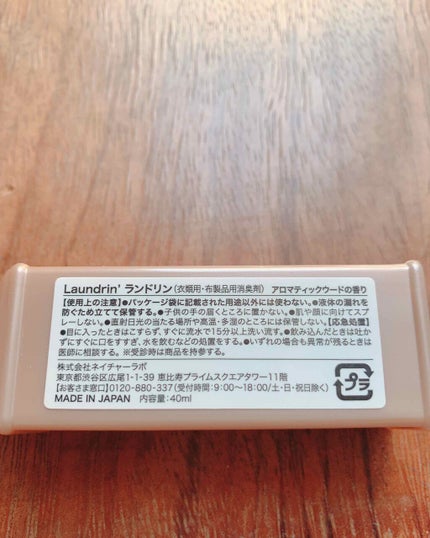 Laundrin' ランドリン(衣類用・布製品用消臭剤) アロマティックウードの香り
【使用上の注意】●パッケージ袋に記載された用途以外には使わない。●液体の漏れを
防ぐため立てて保管する。●子供の手の届くところに置かない。●肌や顔に向けてスプ
レーしない。●直射日光の当たる場所や高温・多湿のところには保管しない。【応急処置】
●目に入ったときはこすらず、すぐに流水で15分以上洗い流す。●飲み込んだときは吐か
ずにすぐに口をすすぎ、水を飲むなどの処置をする。●いずれの場合も異常が残るときは
医師に相談する。※受診時は商品を持参する。
株式会社ネイチャーラボ
東京都渋谷区広尾1-1-39 恵比寿プライムスクエアタワー11階
【お客さま窓口】0120-880-337(受付時間:9:00〜18:00/土・日・祝日除く)
MADE IN JAPAN 内容量:40ml
プラ